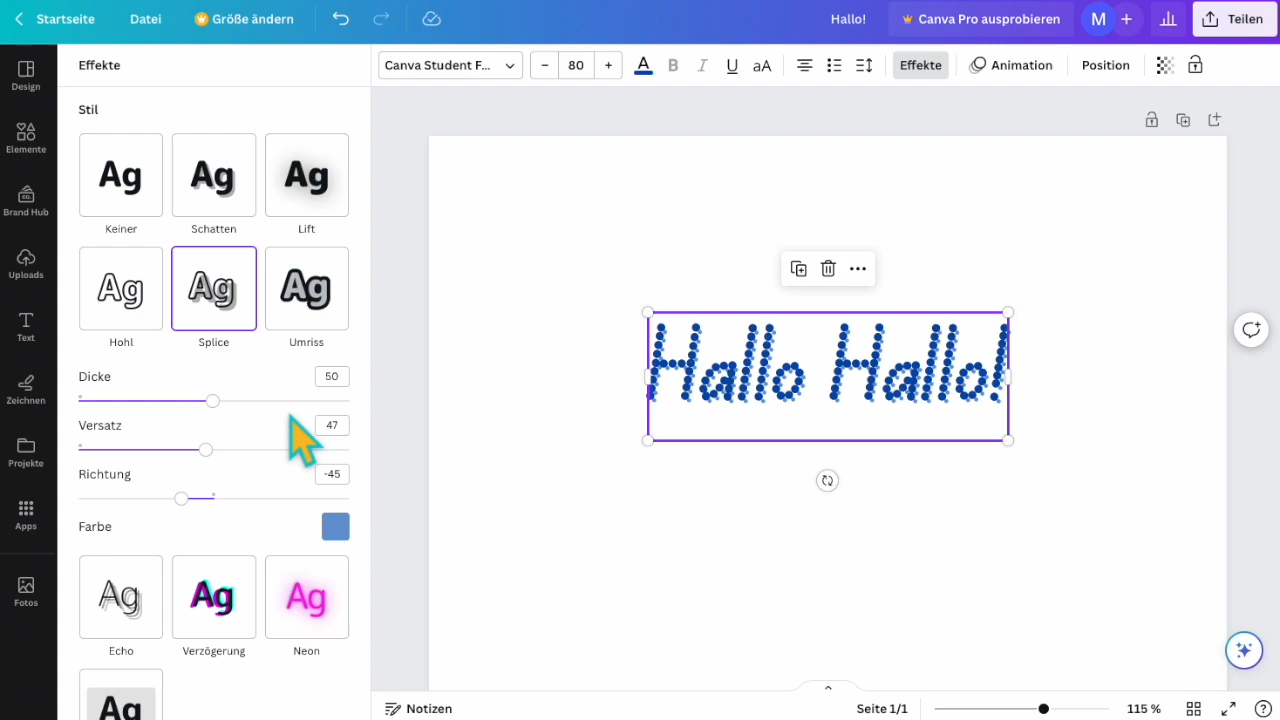 Startseite
Datei
Größe ändern
Hallo!
Canva Pro ausprobieren
M
Teilen
Design
Elemente
Brand Hub
Uploads
Text
Zeichnen
Projekte
Apps
Fotos
Effekte
Stil
Ag
Ag
Ag
Keiner
Schatten
Lift
Ag
Ag
Ag
Hohl
Splice
Umriss
Dicke
50
Versatz
47
Richtung
-45
Farbe
Ag
Ag
Ag
Echo
Verzögerung
Neon
Ag
Canva Student F...
80
A
B
I
U
aA
Effekte
Animation
Position
Hallo Hallo!
Notizen
Seite 1/1
115 %